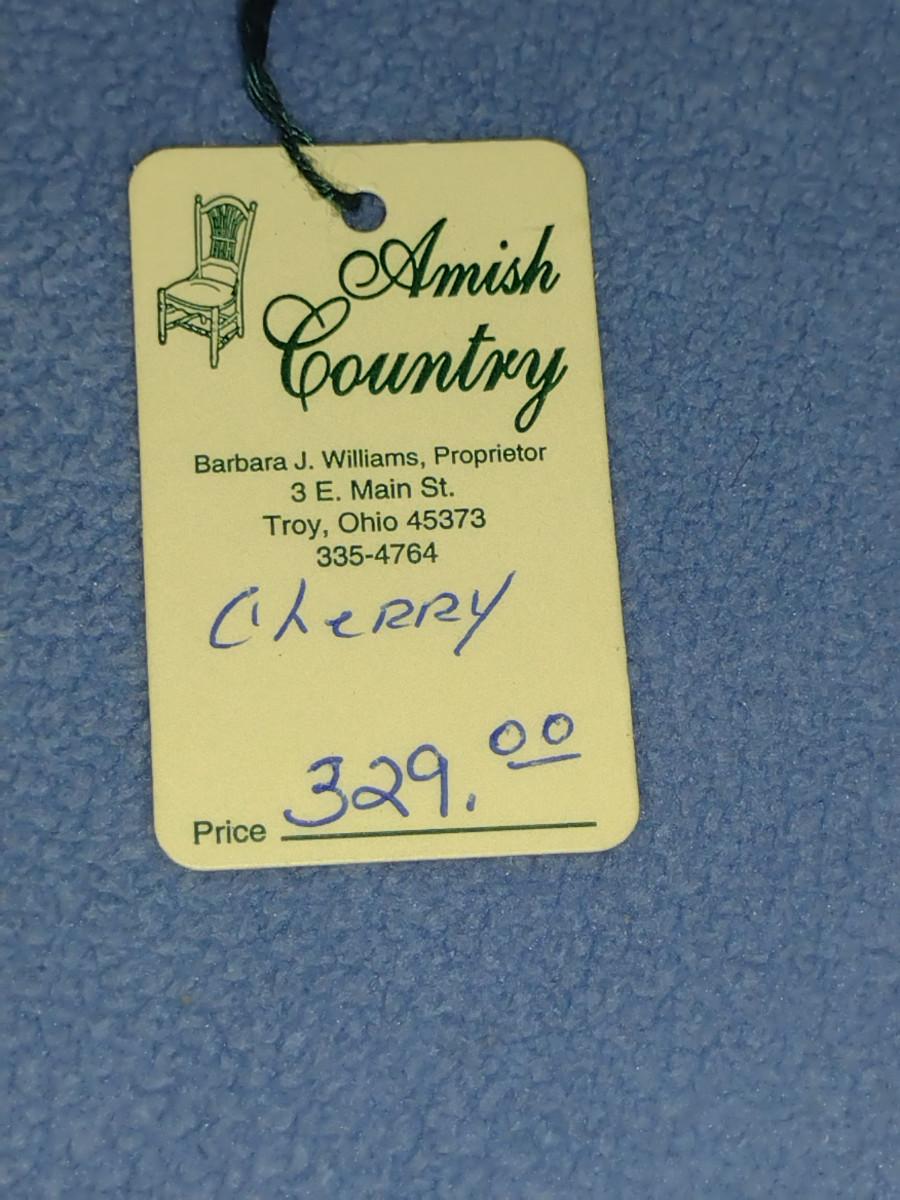 Amish
Country
Barbara J. Williams, Proprietor
3 E. Main St.
Troy, Ohio 45373
335-4764
CheRRY
Price 329.00